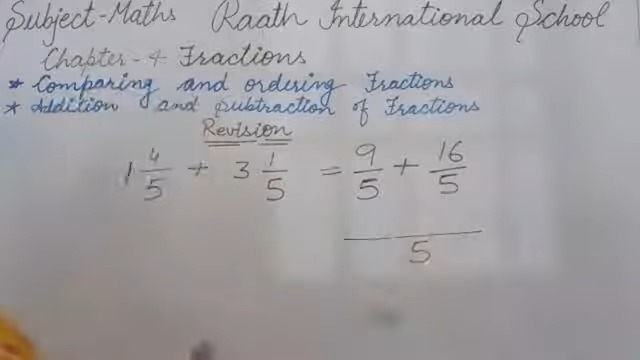 Subject-Maths Raath International School
Chapter-4 Fractions
* Comparing and ordering Fractions
* Addition and Subtraction of Fractions
Revision
1 4/5 + 3 1/5 = 9/5 + 16/5
5